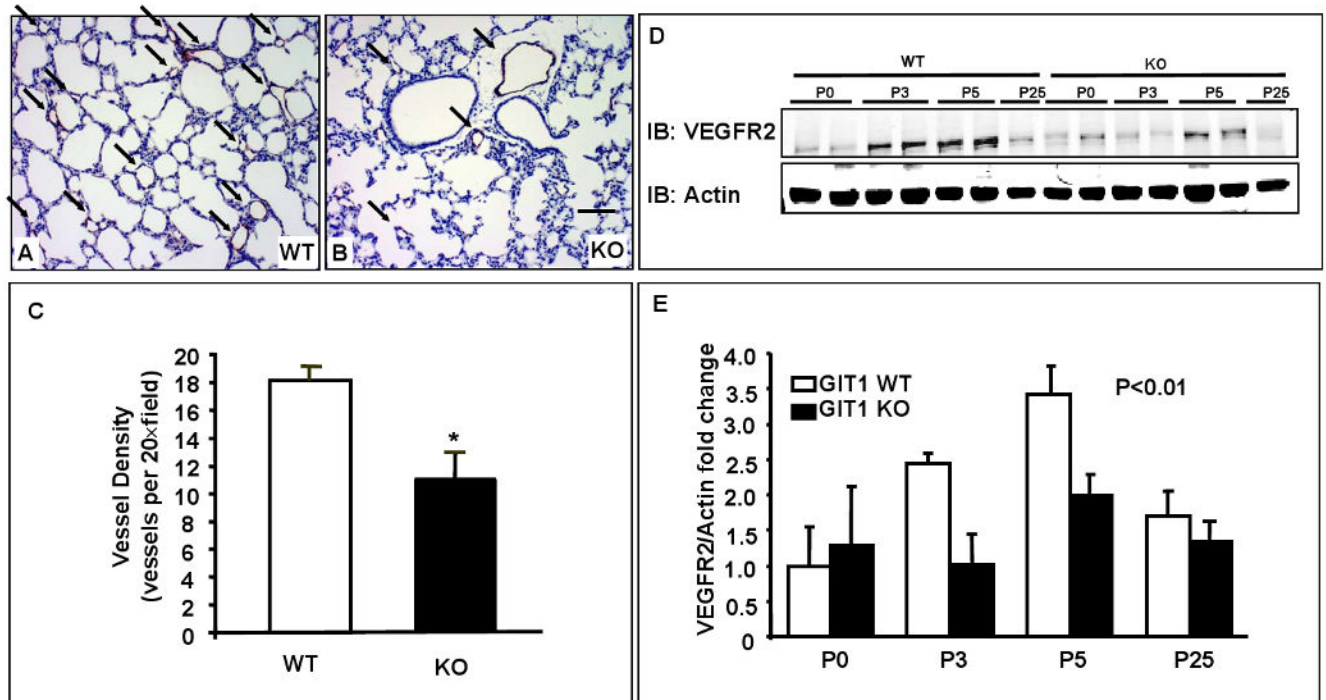 A
WT
B
KO
C
20
18
16
14
12
10
8
6
4
2
0
Vessel Density
(vessels per 20×field)
*
WT
KO
D
WT
KO
P0
P3
P5
P25
P0
P3
P5
P25
IB: VEGFR2
IB: Actin
E
4.0
3.5
3.0
2.5
2.0
1.5
1.0
0.5
0
VEGFR2/Actin fold change
GIT1 WT
GIT1 KO
P<0.01
P0
P3
P5
P25